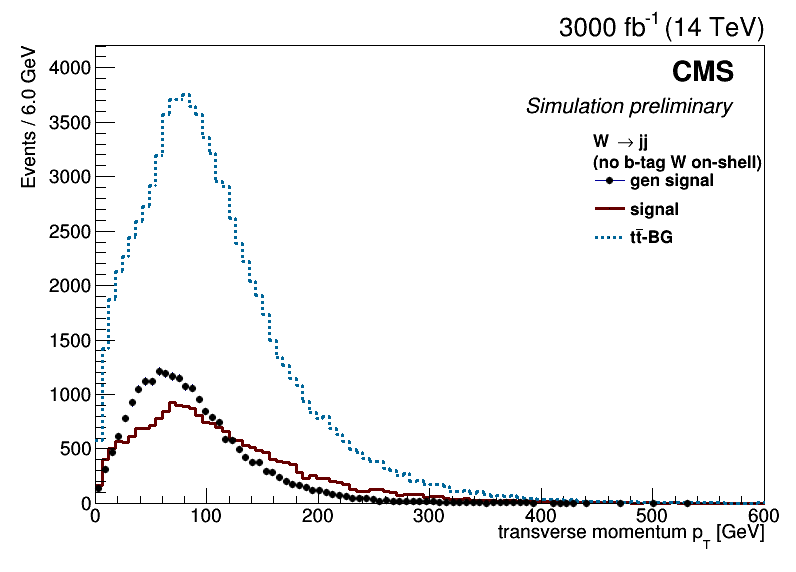 3000 fb-1 (14 TeV)
CMS
Simulation preliminary
W → jj
(no b-tag W on-shell)
gen signal
signal
tt̄-BG
Events / 6.0 GeV
4000
3500
3000
2500
2000
1500
1000
500
0
0 100 200 300 400 500 600
transverse momentum pT [GeV]